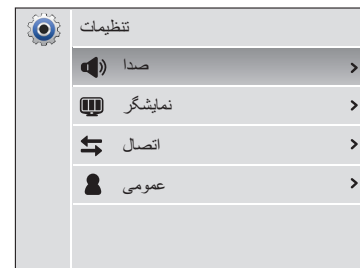 تنظیمات
صدا
نمایشگر
اتصال
عمومی